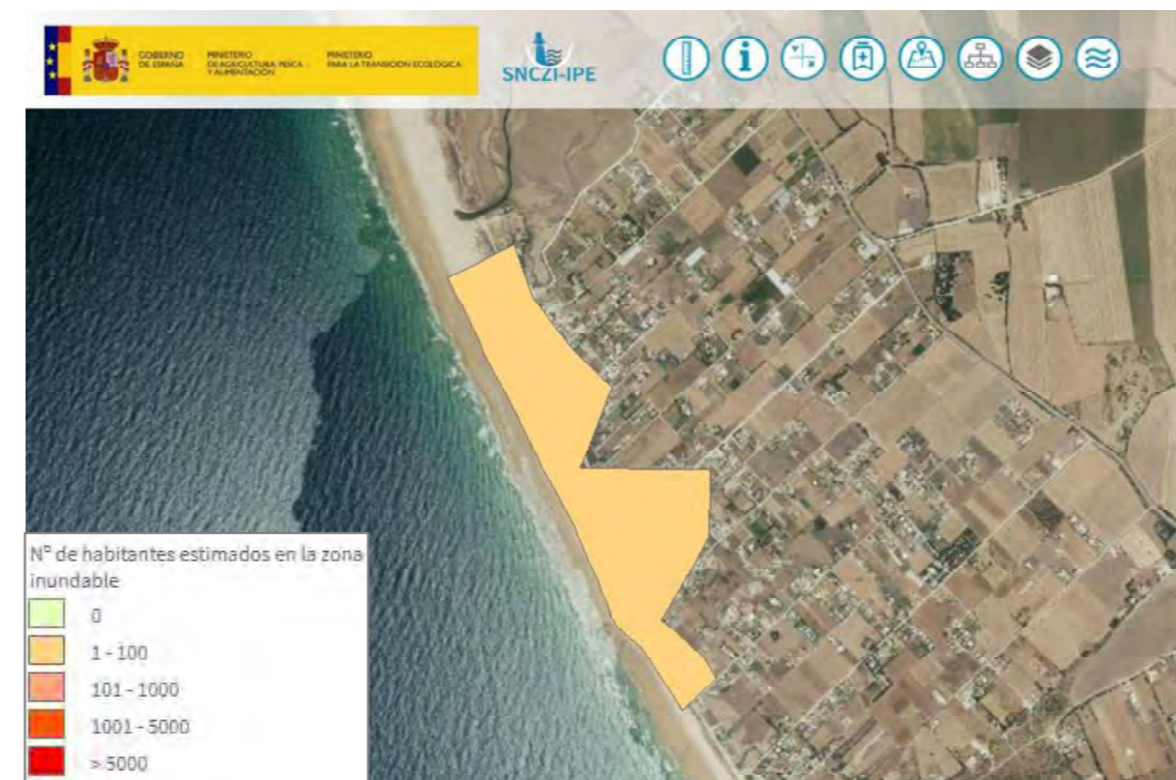 GOBIERNO
DE ESPAÑA
MINISTERIO
DE AGRICULTURA, PESCA
Y ALIMENTACIÓN
MINISTERIO
PARA LA TRANSICIÓN ECOLÓGICA
SNCZI-IPE
Nº de habitantes estimados en la zona
inundable
0
1 - 100
101 - 1000
1001 - 5000
> 5000